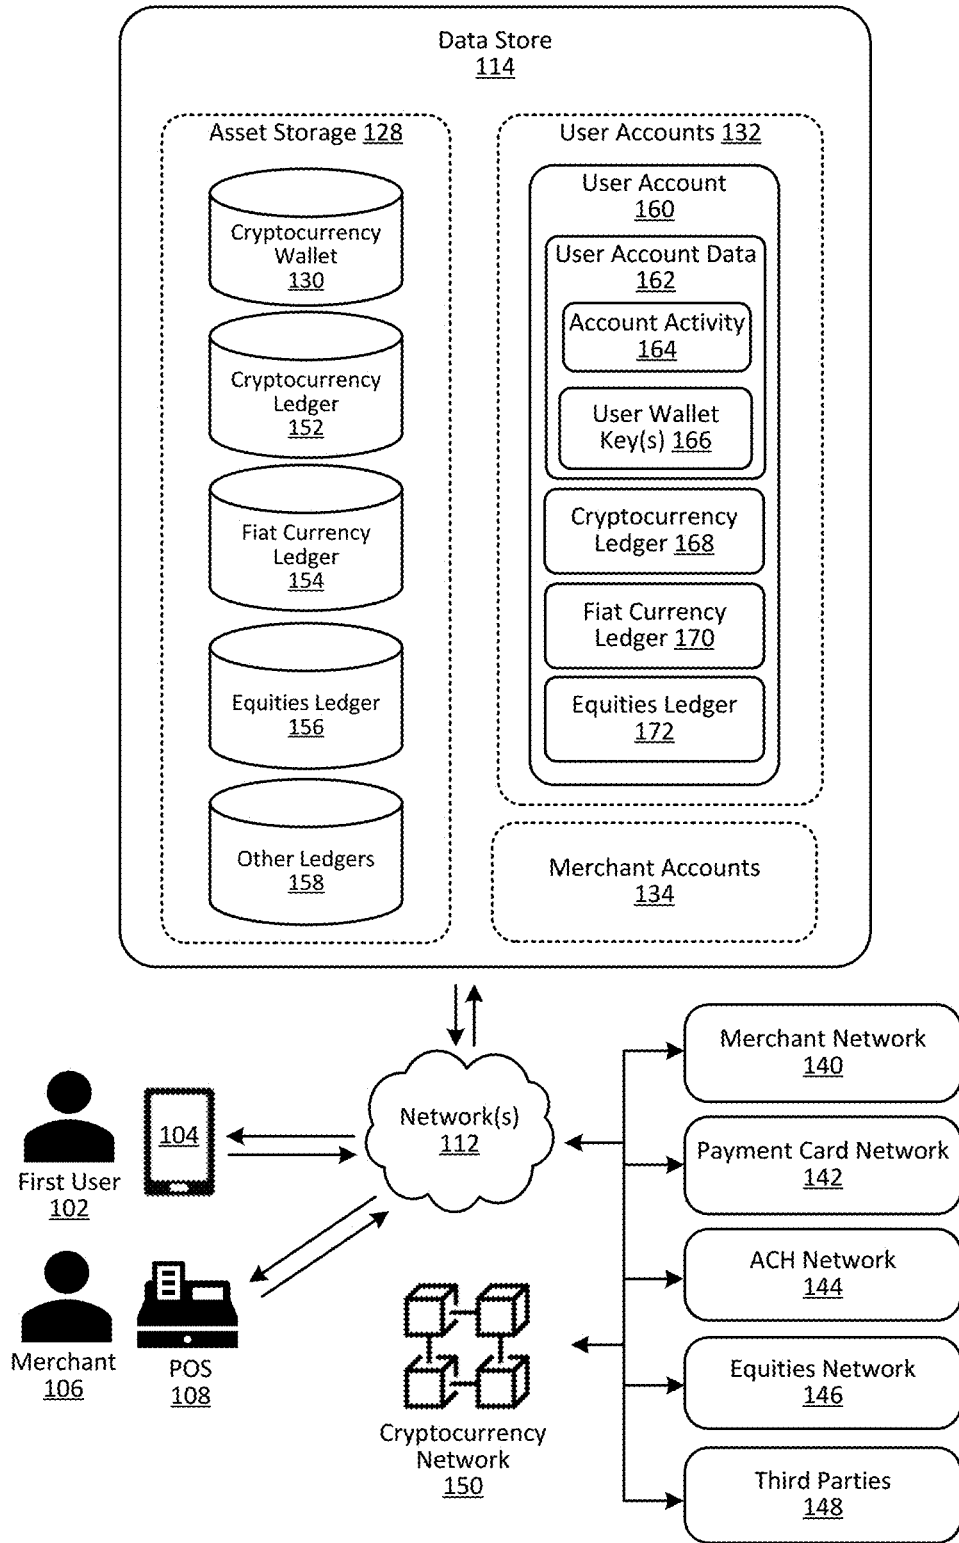 Data Store
114
Asset Storage 128
Cryptocurrency
Wallet
130
Cryptocurrency
Ledger
152
Fiat Currency
Ledger
154
Equities Ledger
156
Other Ledgers
158
User Accounts 132
User Account
160
User Account Data
162
Account Activity
164
User Wallet
Key(s) 166
Cryptocurrency
Ledger 168
Fiat Currency
Ledger 170
Equities Ledger
172
Merchant Accounts
134
First User
102
104
Network(s)
112
Merchant
106
POS
108
Cryptocurrency
Network
150
Merchant Network
140
Payment Card Network
142
ACH Network
144
Equities Network
146
Third Parties
148